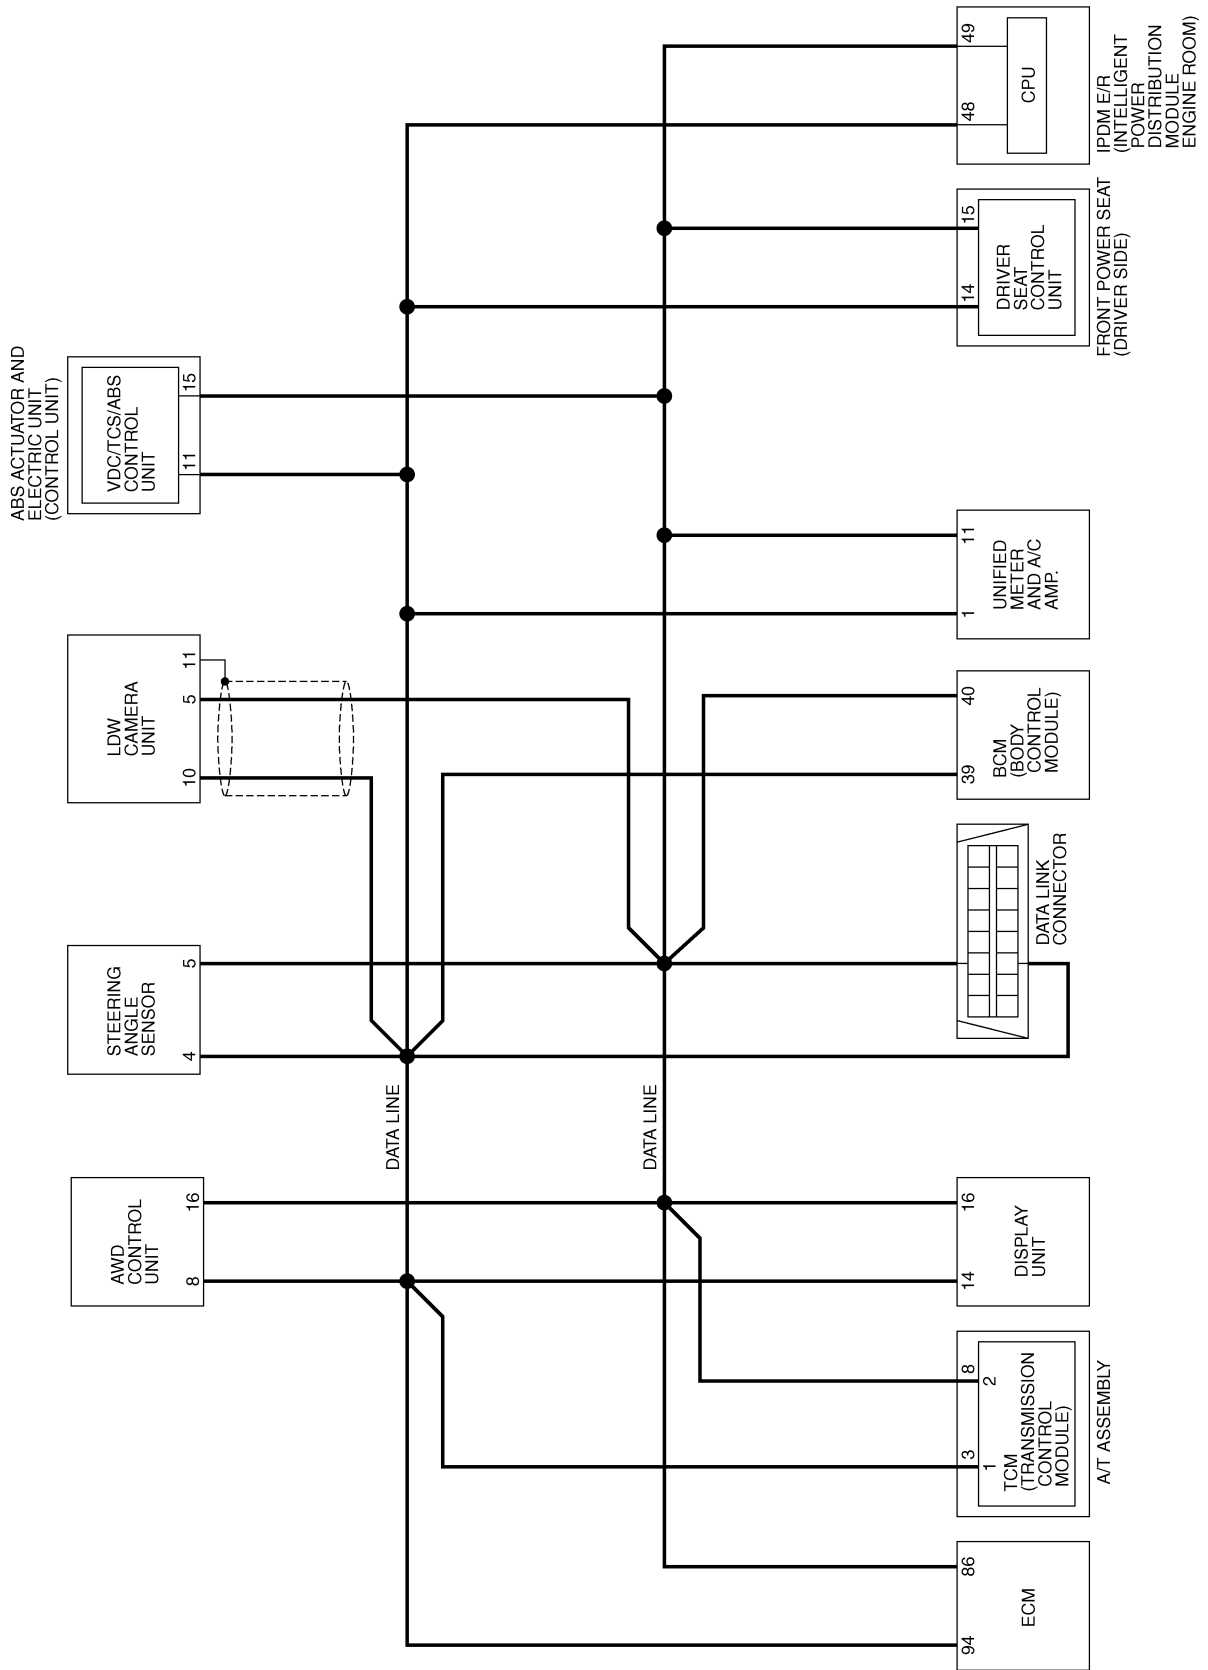 ABS ACTUATOR AND
ELECTRIC UNIT
(CONTROL UNIT)
AWD
CONTROL
UNIT
8
16
STEERING
ANGLE
SENSOR
4
5
LDW
CAMERA
UNIT
10
5
11
VDC/TCS/ABS
CONTROL
UNIT
11
15
DATA LINE
DATA LINE
94
86
ECM
3
8
1
2
TCM
(TRANSMISSION
CONTROL
MODULE)
A/T ASSEMBLY
14
16
DISPLAY
UNIT
DATA LINK
CONNECTOR
39
40
BCM
(BODY
CONTROL
MODULE)
1
11
UNIFIED
METER
AND A/C
AMP.
14
15
DRIVER
SEAT
CONTROL
UNIT
FRONT POWER SEAT
(DRIVER SIDE)
48
49
CPU
IPDM E/R
(INTELLIGENT
POWER
DISTRIBUTION
MODULE
ENGINE ROOM)